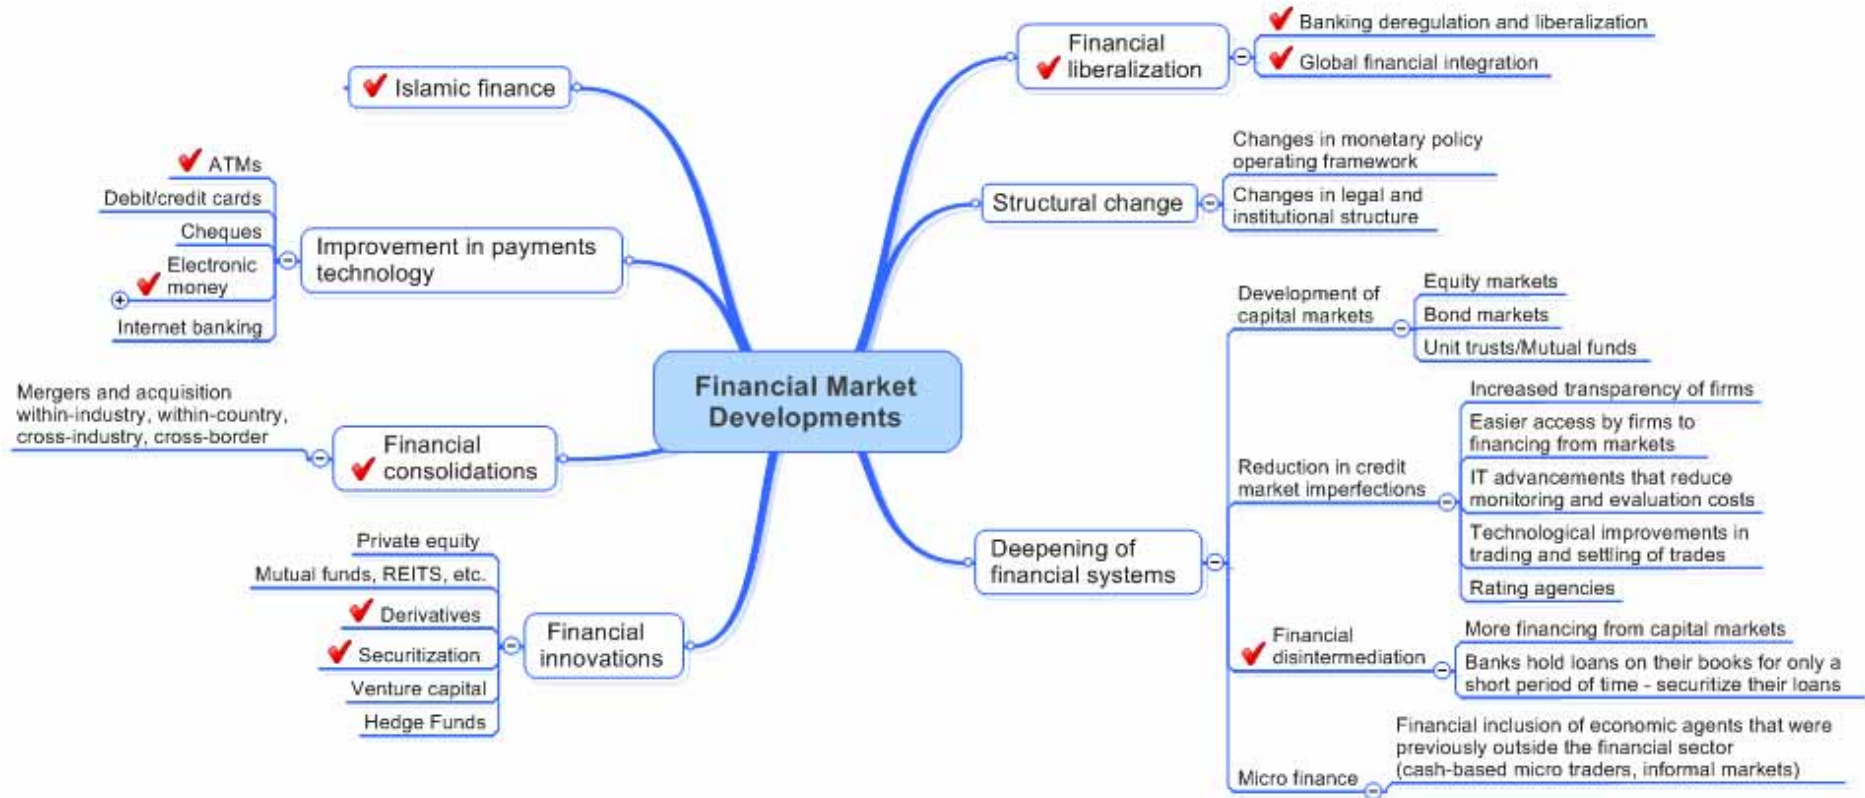 Financial Market
Developments
Islamic finance
Improvement in payments
technology
ATMs
Debit/credit cards
Cheques
Electronic
money
Internet banking
Financial
consolidations
Mergers and acquisition
within-industry, within-country,
cross-industry, cross-border
Financial
innovations
Private equity
Mutual funds, REITS, etc.
Derivatives
Securitization
Venture capital
Hedge Funds
Financial
liberalization
Banking deregulation and liberalization
Global financial integration
Structural change
Changes in monetary policy
operating framework
Changes in legal and
institutional structure
Deepening of
financial systems
Development of
capital markets
Equity markets
Bond markets
Unit trusts/Mutual funds
Reduction in credit
market imperfections
Increased transparency of firms
Easier access by firms to
financing from markets
IT advancements that reduce
monitoring and evaluation costs
Technological improvements in
trading and settling of trades
Rating agencies
Financial
disintermediation
More financing from capital markets
Banks hold loans on their books for only a
short period of time - securitize their loans
Micro finance
Financial inclusion of economic agents that were
previously outside the financial sector
(cash-based micro traders, informal markets)